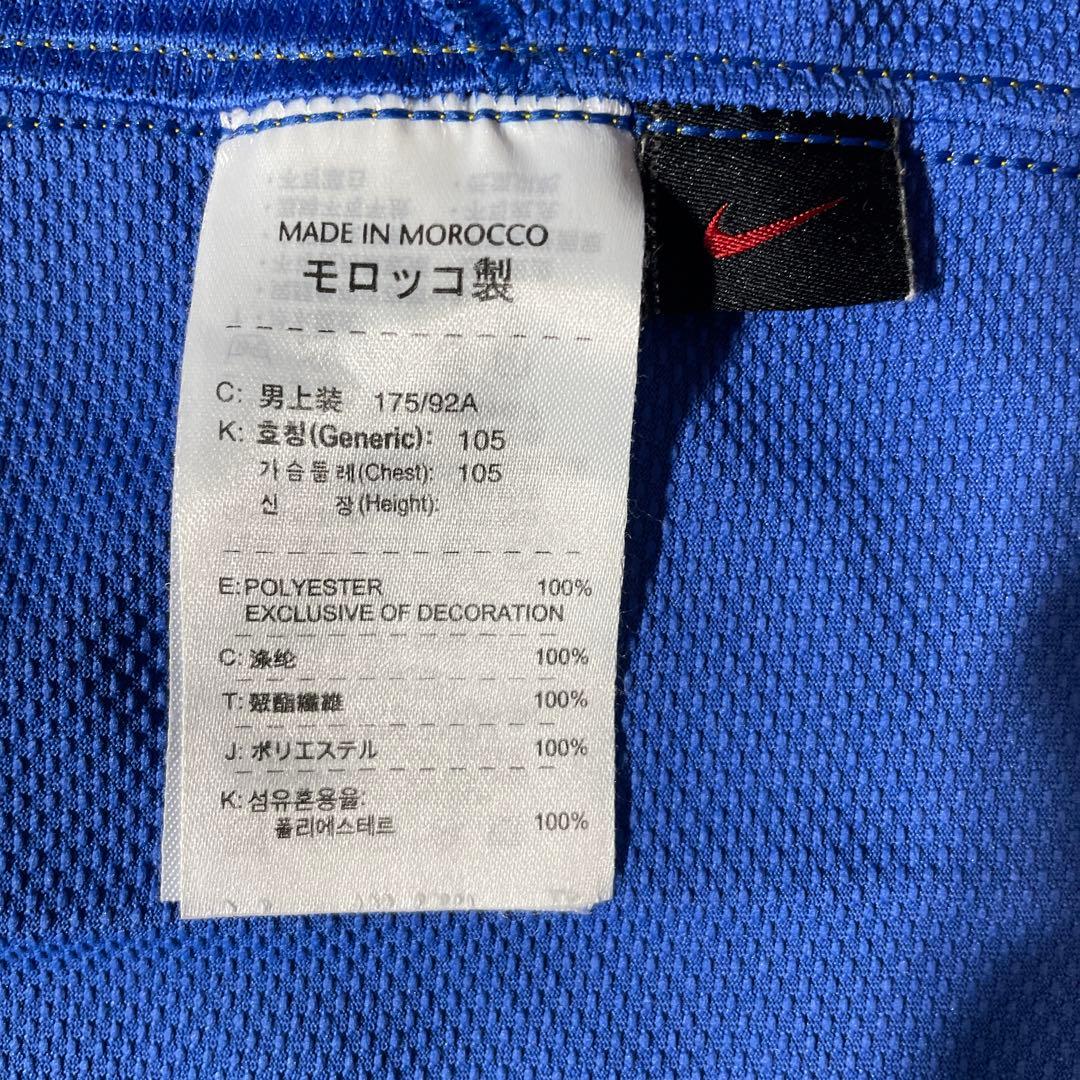 MADE IN MOROCCO
モロッコ製
C: 男上装 175/92A
K: 호칭(Generic): 105
가슴둘레(Chest): 105
신 장(Height):
E: POLYESTER 100%
EXCLUSIVE OF DECORATION
C: 涤纶 100%
T: 聚酯纖維 100%
J: ポリエステル 100%
K: 섬유혼용율:
폴리에스테르 100%